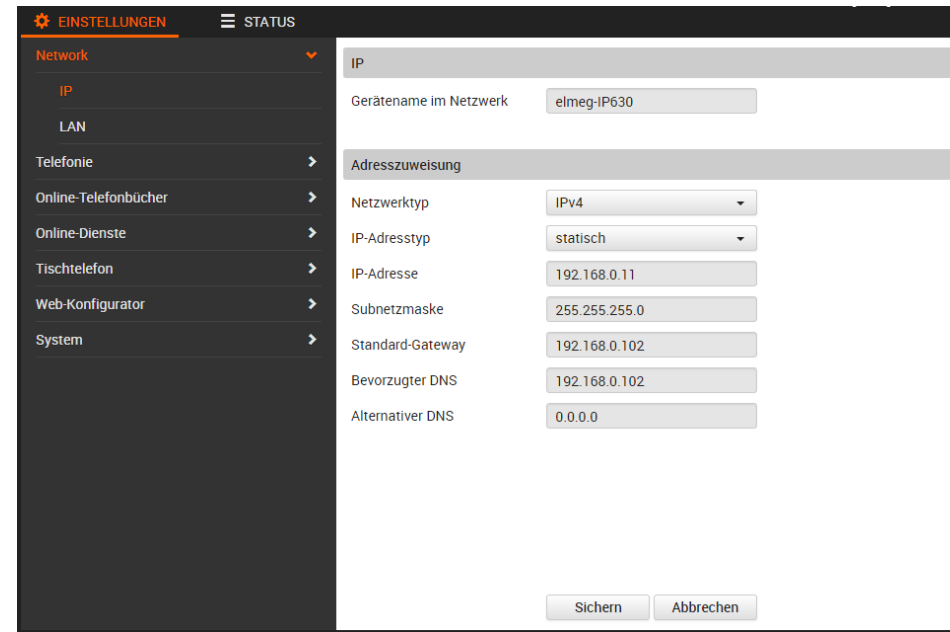 EINSTELLUNGEN
STATUS
Network
IP
LAN
Telefonie
Online-Telefonbücher
Online-Dienste
Tischtelefon
Web-Konfigurator
System
IP
Gerätename im Netzwerk elmeg-IP630
Adresszuweisung
Netzwerktyp IPv4
IP-Adresstyp statisch
IP-Adresse 192.168.0.11
Subnetzmaske 255.255.255.0
Standard-Gateway 192.168.0.102
Bevorzugter DNS 192.168.0.102
Alternativer DNS 0.0.0.0
Sichern Abbrechen